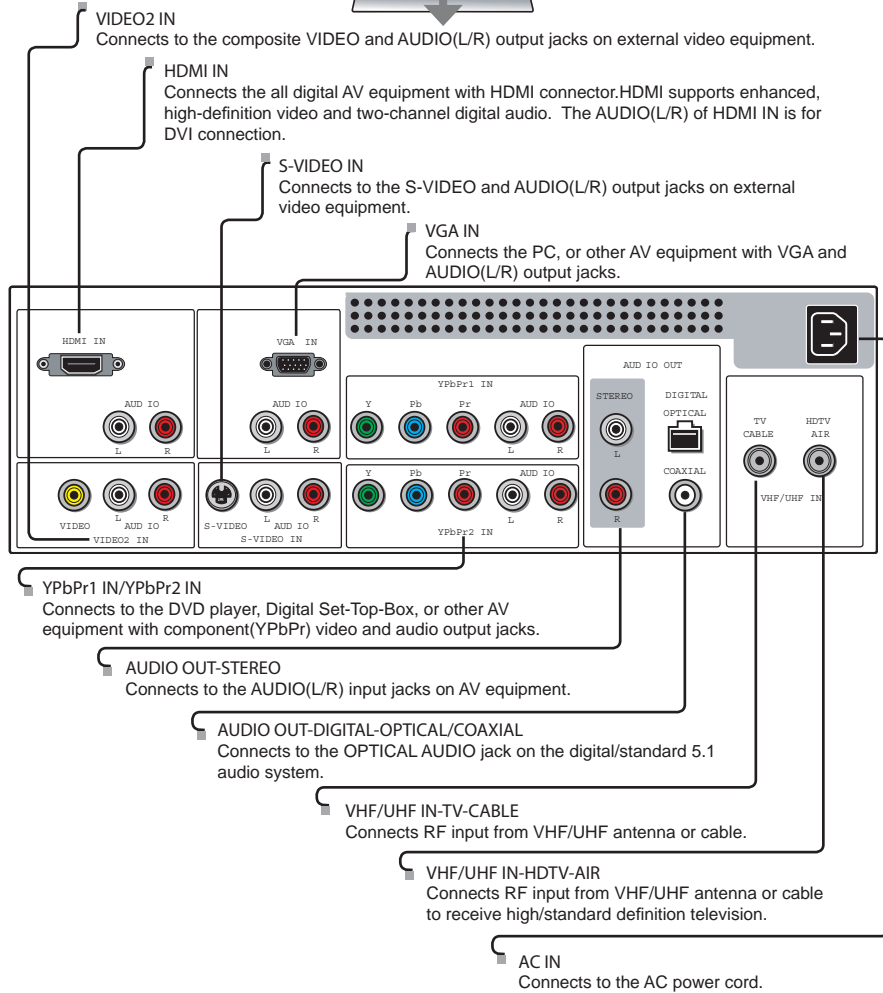 VIDEO2 IN
Connects to the composite VIDEO and AUDIO(L/R) output jacks on external video equipment.
HDMI IN
Connects the all digital AV equipment with HDMI connector.HDMI supports enhanced,
high-definition video and two-channel digital audio. The AUDIO(L/R) of HDMI IN is for
DVI connection.
S-VIDEO IN
Connects to the S-VIDEO and AUDIO(L/R) output jacks on external
video equipment.
VGA IN
Connects the PC, or other AV equipment with VGA and
AUDIO(L/R) output jacks.
HDMI IN
AUD IO
L R
VGA IN
AUD IO
L R
YPbPr1 IN
Y Pb Pr AUD IO
L R
AUD IO OUT
STEREO
L
R
DIGITAL
OPTICAL
COAXIAL
TV
CABLE
HDTV
AIR
VHF/UHF IN
VIDEO L AUD IO R
VIDEO2 IN
S-VIDEO L AUD IO R
S-VIDEO IN
Y Pb Pr AUD IO
L R
YPbPr2 IN
YPbPr1 IN/YPbPr2 IN
Connects to the DVD player, Digital Set-Top-Box, or other AV
equipment with component(YPbPr) video and audio output jacks.
AUDIO OUT-STEREO
Connects to the AUDIO(L/R) input jacks on AV equipment.
AUDIO OUT-DIGITAL-OPTICAL/COAXIAL
Connects to the OPTICAL AUDIO jack on the digital/standard 5.1
audio system.
VHF/UHF IN-TV-CABLE
Connects RF input from VHF/UHF antenna or cable.
VHF/UHF IN-HDTV-AIR
Connects RF input from VHF/UHF antenna or cable
to receive high/standard definition television.
AC IN
Connects to the AC power cord.